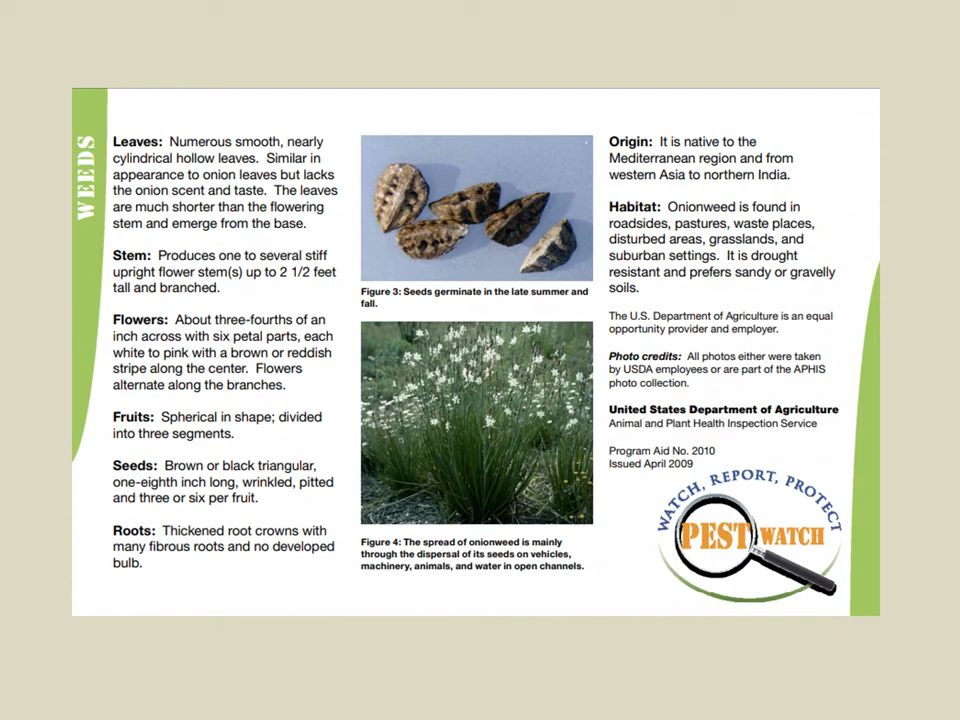 WEEDS
Leaves: Numerous smooth, nearly
cylindrical hollow leaves. Similar in
appearance to onion leaves but lacks
the onion scent and taste. The leaves
are much shorter than the flowering
stem and emerge from the base.
Stem: Produces one to several stiff
upright flower stem(s) up to 2 1/2 feet
tall and branched.
Flowers: About three-fourths of an
inch across with six petal parts, each
white to pink with a brown or reddish
stripe along the center. Flowers
alternate along the branches.
Fruits: Spherical in shape; divided
into three segments.
Seeds: Brown or black triangular,
one-eighth inch long, wrinkled, pitted
and three or six per fruit.
Roots: Thickened root crowns with
many fibrous roots and no developed
bulb.
Figure 3: Seeds germinate in the late summer and
fall.
Figure 4: The spread of onionweed is mainly
through the dispersal of its seeds on vehicles,
machinery, animals, and water in open channels.
Origin: It is native to the
Mediterranean region and from
western Asia to northern India.
Habitat: Onionweed is found in
roadsides, pastures, waste places,
disturbed areas, grasslands, and
suburban settings. It is drought
resistant and prefers sandy or gravelly
soils.
The U.S. Department of Agriculture is an equal
opportunity provider and employer.
Photo credits: All photos either were taken
by USDA employees or are part of the APHIS
photo collection.
United States Department of Agriculture
Animal and Plant Health Inspection Service
Program Aid No. 2010
Issued April 2009
WATCH, REPORT, PROTECT
PEST WATCH